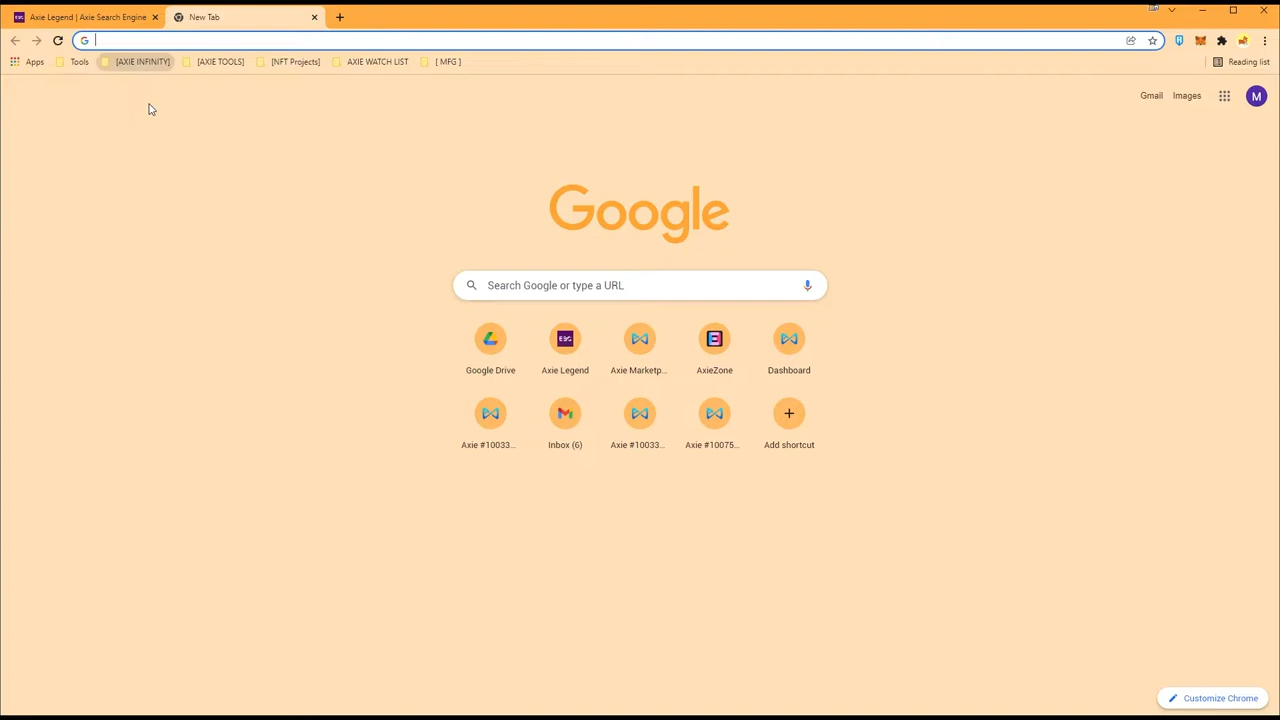 Axie Legend | Axie Search Engine
New Tab
Apps
Tools
[AXIE INFINITY]
[AXIE TOOLS]
[NFT Projects]
AXIE WATCH LIST
[ MFG ]
Reading list
Gmail
Images
M
Google
Search Google or type a URL
Google Drive
Axie Legend
Axie Marketp...
AxieZone
Dashboard
Axie #10033...
Inbox (6)
Axie #10033...
Axie #10075...
Add shortcut
Customize Chrome